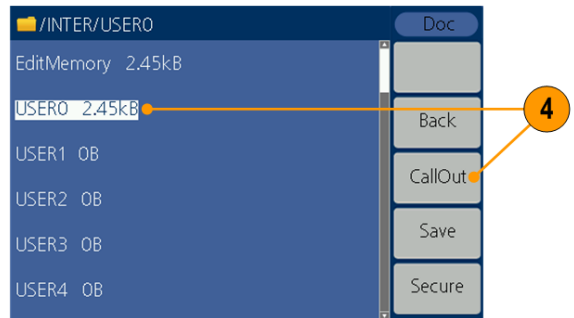 /INTER/USER0
Doc
EditMemory 2.45kB
USER0 2.45kB
4
Back
USER1 0B
CallOut
USER2 0B
Save
USER3 0B
Secure
USER4 0B